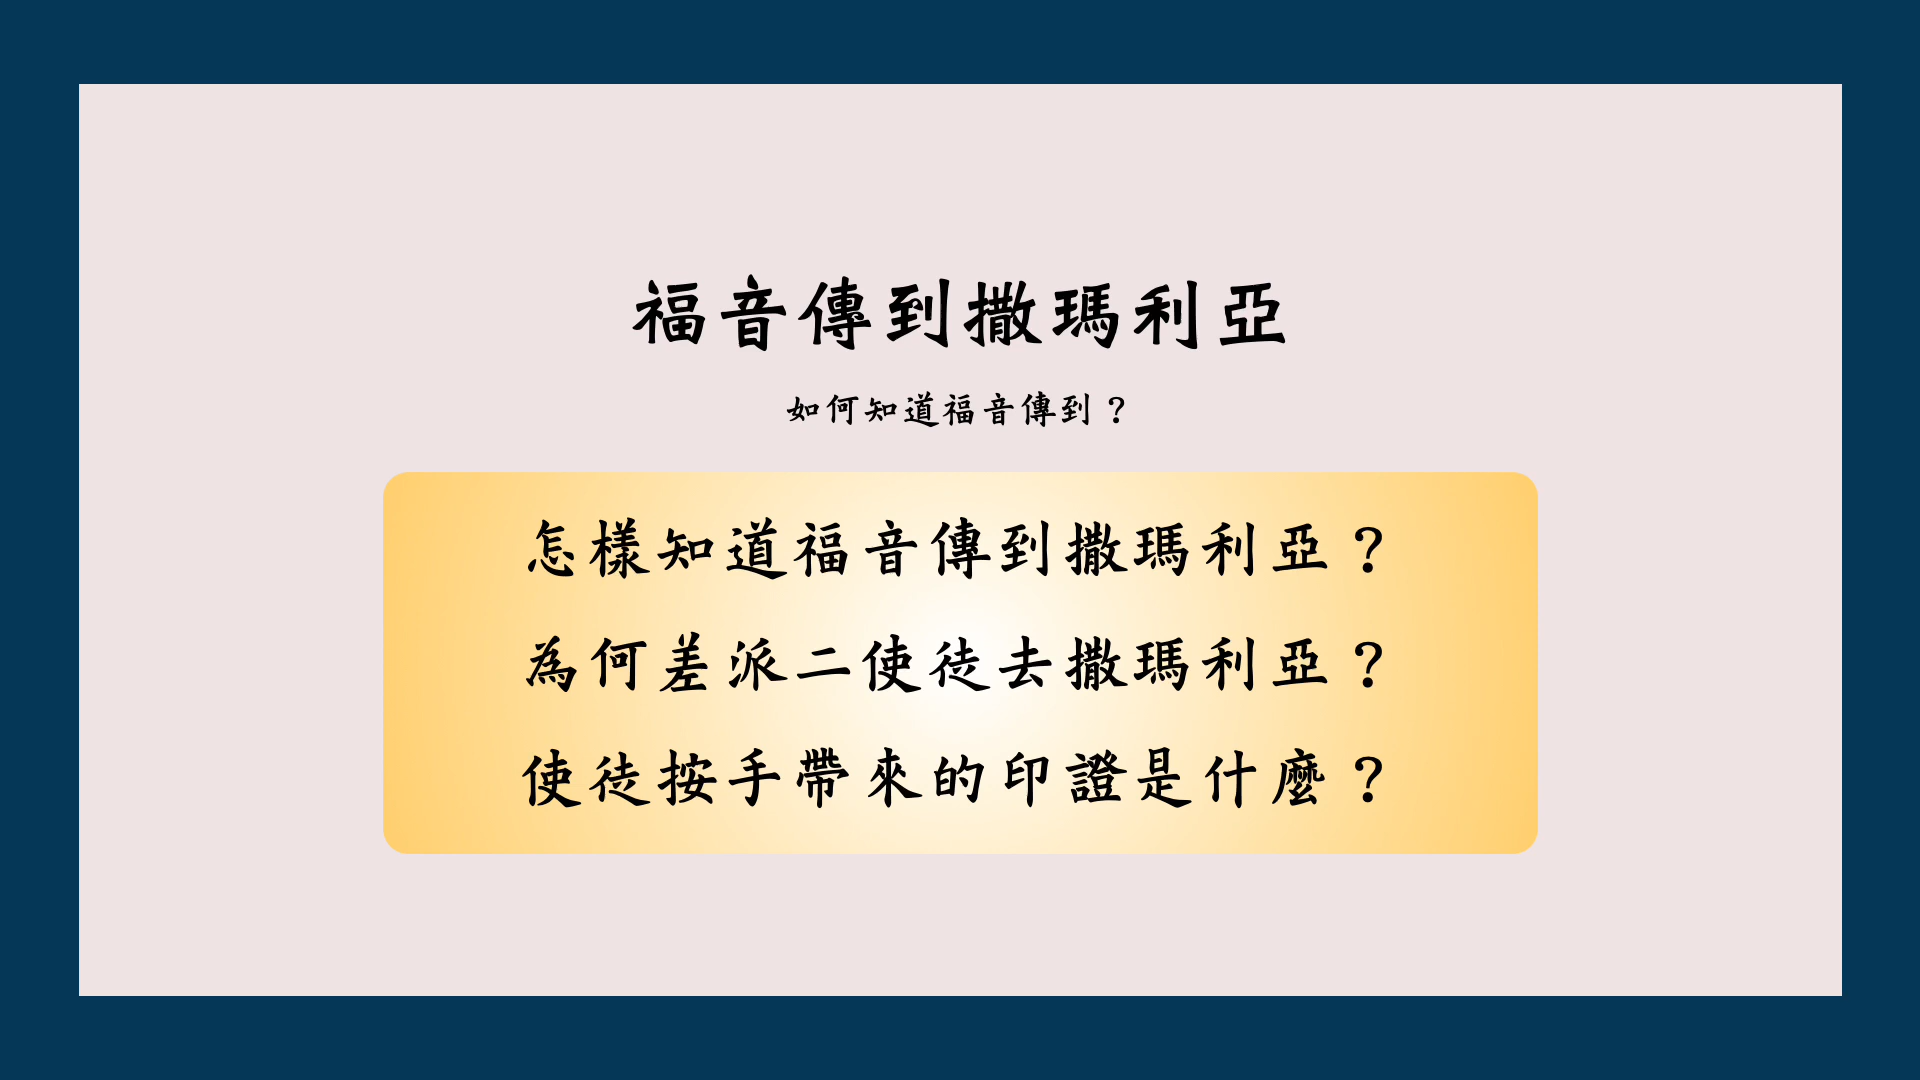 福音傳到撒瑪利亞
如何知道福音傳到？
怎樣知道福音傳到撒瑪利亞？
為何差派二使徒去撒瑪利亞？
使徒按手帶來的印證是什麼？